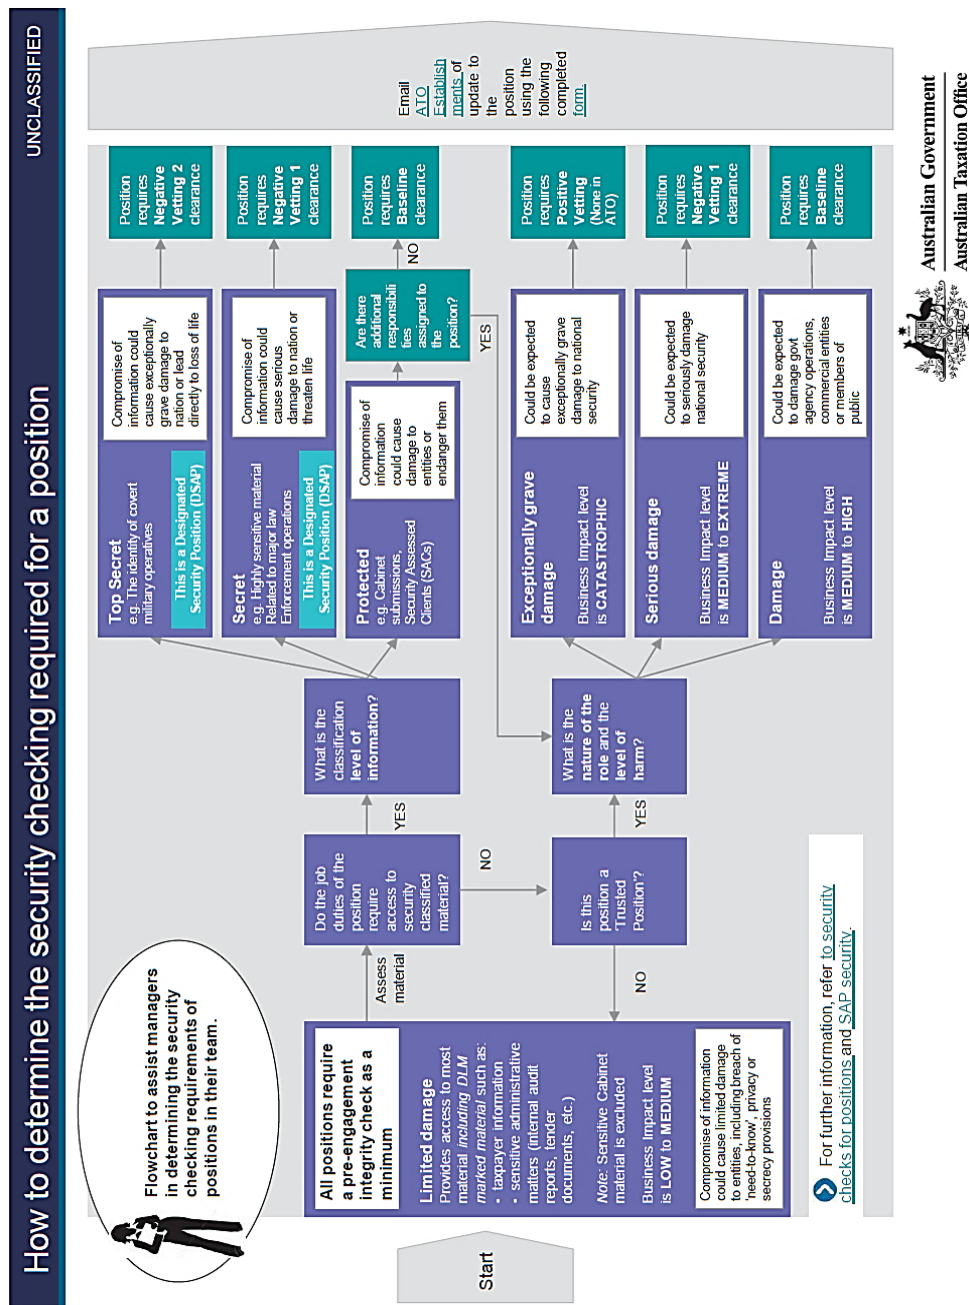 How to determine the security checking required for a position
UNCLASSIFIED
Flowchart to assist managers
in determining the security
checking requirements of
positions in their team.
Start
All positions require
a pre-engagement
integrity check as a
minimum
Limited damage
Provides access to most
material including DLM
marked material such as:
• taxpayer information
• sensitive administrative
matters (internal audit
reports, tender
documents, etc.)
Note: Sensitive Cabinet
material is excluded
Business Impact level
is LOW to MEDIUM
Compromise of information
could cause limited damage
to entities, including breach of
'need-to-know', privacy or
secrecy provisions
Assess
material
Do the job
duties of the
position
require
access to
security
classified
material?
YES
NO
What is the
classification
level of
information?
Top Secret
e.g. The identity of covert
military operatives
This is a Designated
Security Position (DSAP)
Compromise of
information could
cause exceptionally
grave damage to
nation or lead
directly to loss of life
Position
requires
Negative
Vetting 2
clearance
Secret
e.g. Highly sensitive material
Related to major law
Enforcement operations
This is a Designated
Security Position (DSAP)
Compromise of
information could
cause serious
damage to nation or
threaten life
Position
requires
Negative
Vetting 1
clearance
Protected
e.g. Cabinet
submissions,
Security Assessed
Clients (SACs)
Compromise of
information
could cause
damage to
entities or
endanger them
Are there
additional
responsibili
ties
assigned to
the
position?
NO
YES
Position
requires
Baseline
clearance
Is this
position a
'Trusted
Position'?
NO
YES
What is the
nature of the
role and the
level of
harm?
Exceptionally grave
damage
Business Impact level
is CATASTROPHIC
Could be expected
to cause
exceptionally grave
damage to national
security
Position
requires
Positive
Vetting
(None in
ATO)
Serious damage
Business Impact level
is MEDIUM to EXTREME
Could be expected
to seriously damage
national security
Position
requires
Negative
Vetting 1
clearance
Damage
Business Impact level
is MEDIUM to HIGH
Could be expected
to damage govt
agency operations,
commercial entities
or members of
public
Position
requires
Baseline
clearance
Email
ATO
Establish
ments of
update to
the
position
using the
following
completed
form.
For further information, refer to security
checks for positions and SAP security.
Australian Government
Australian Taxation Office